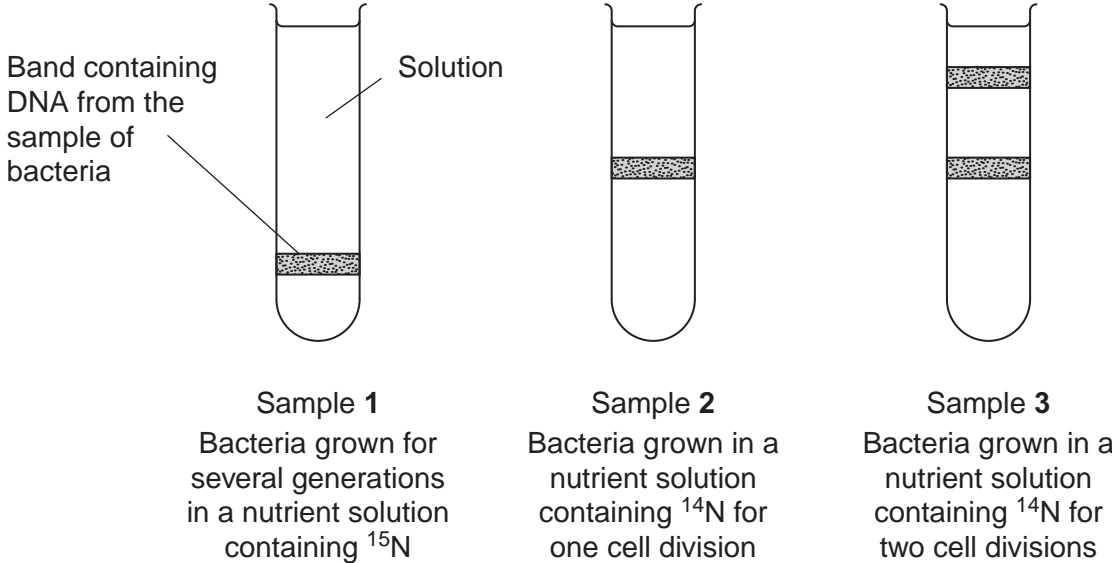 Band containing
DNA from the
sample of
bacteria
Solution
Sample 1
Bacteria grown for
several generations
in a nutrient solution
containing ¹⁵N
Sample 2
Bacteria grown in a
nutrient solution
containing ¹⁴N for
one cell division
Sample 3
Bacteria grown in a
nutrient solution
containing ¹⁴N for
two cell divisions